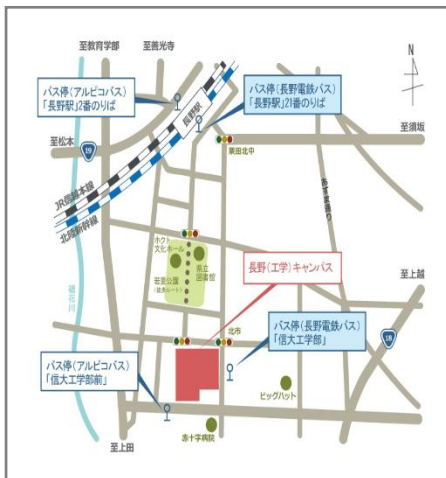 至教育学部
至善光寺
N
バス停(アルピコバス)
「長野駅」2番のりば
バス停(長野電鉄バス)
「長野駅」21番のりば
長野駅
至松本
19
至須坂
栗田北中
JR信越本線
北陸新幹線
ホクト
文化ホール
県立
図書館
若里公園
長野(工学)キャンパス
至上越
18
裾花川
北市
バス停(長野電鉄バス)
「信大工学部」
バス停(アルピコバス)
「信大工学部前」
ビッグハット
赤十字病院
至上田